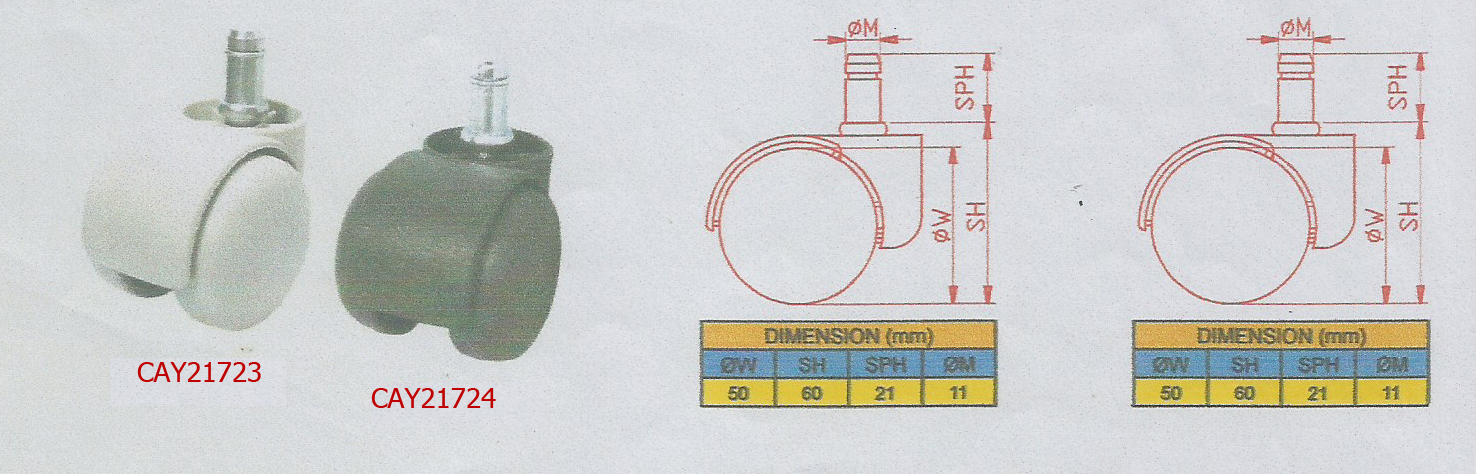 CAY21723
CAY21724
ØM
SPH
ØW
SH
DIMENSION (mm)
ØW SH SPH ØM
50 60 21 11
ØM
SPH
ØW
SH
DIMENSION (mm)
ØW SH SPH ØM
50 60 21 11